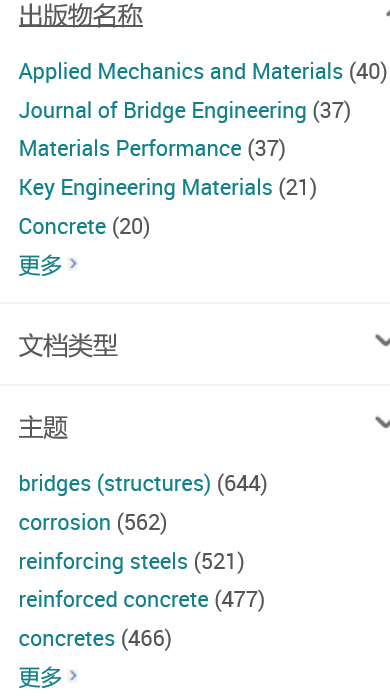 出版物名称
Applied Mechanics and Materials (40)
Journal of Bridge Engineering (37)
Materials Performance (37)
Key Engineering Materials (21)
Concrete (20)
更多
文档类型
主题
bridges (structures) (644)
corrosion (562)
reinforcing steels (521)
reinforced concrete (477)
concretes (466)
更多